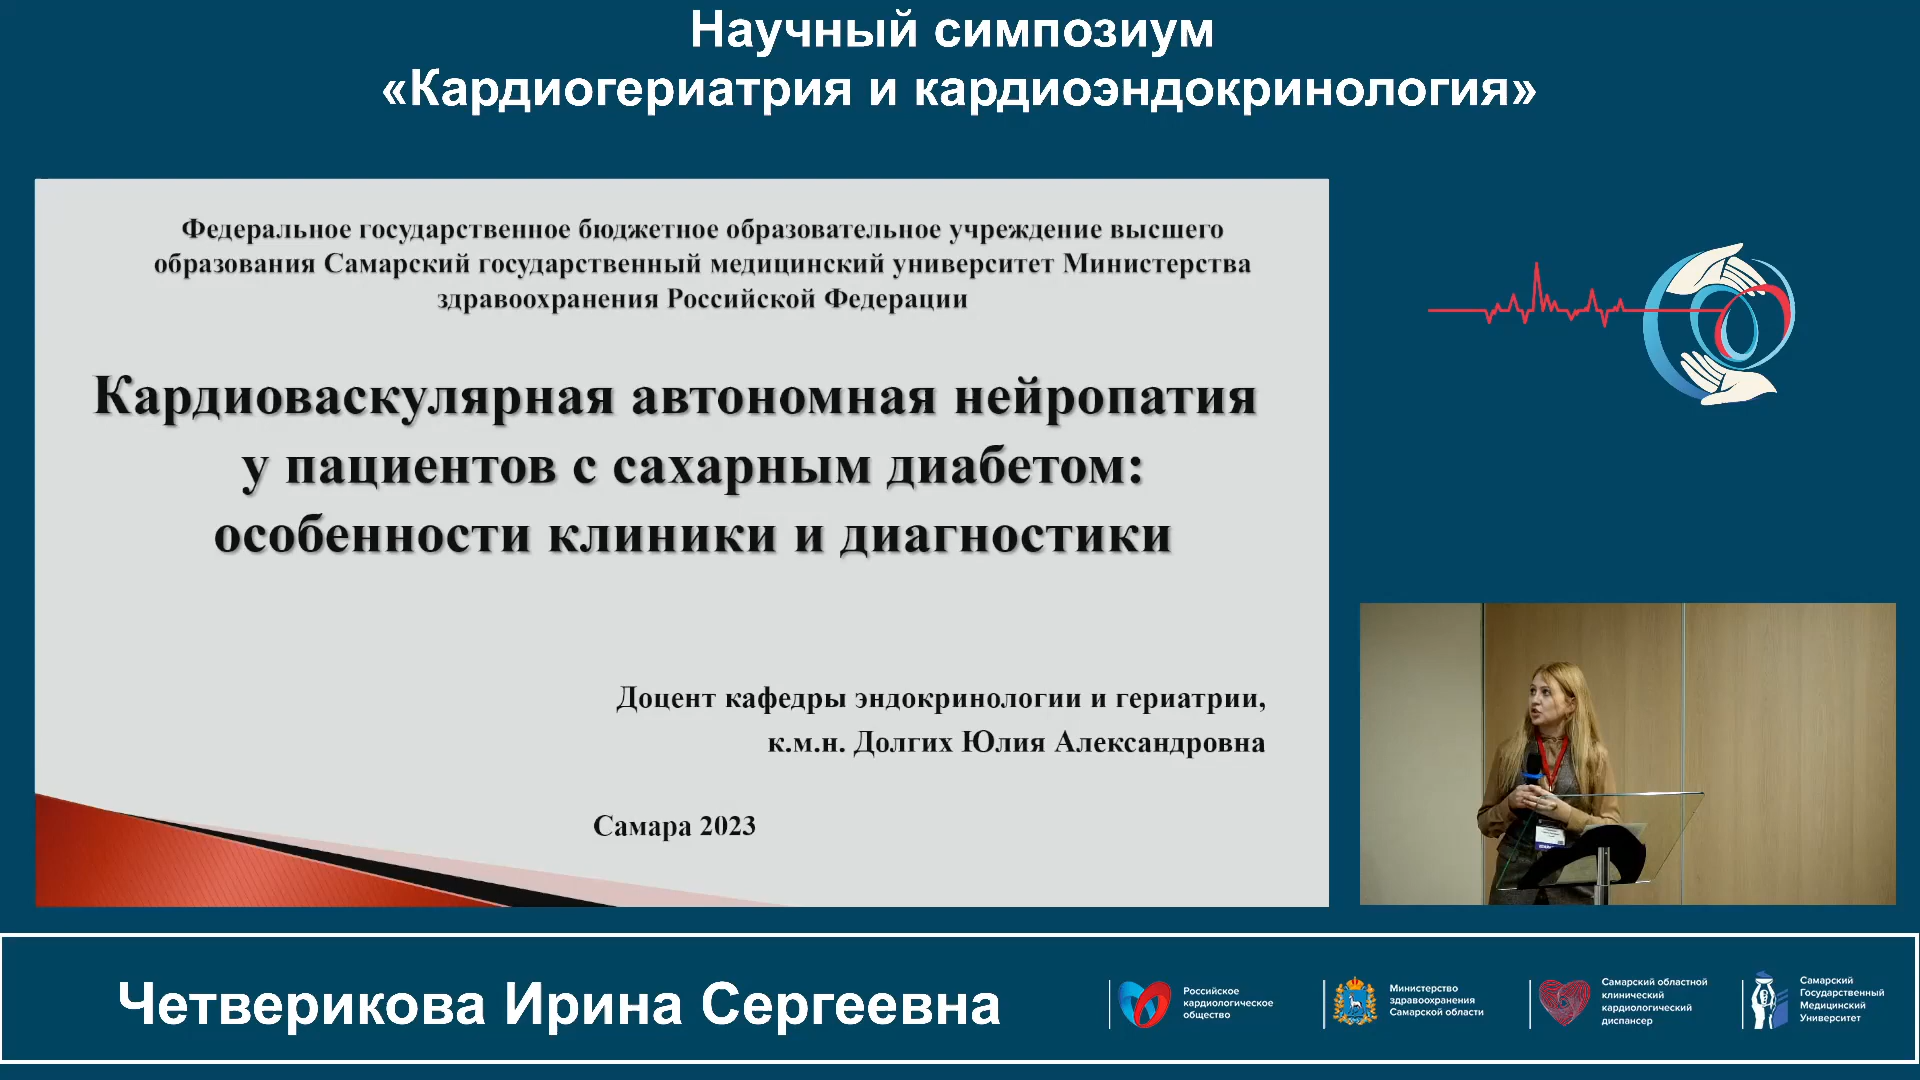 Научный симпозиум
«Кардиогериатрия и кардиоэндокринология»
Федеральное государственное бюджетное образовательное учреждение высшего
образования Самарский государственный медицинский университет Министерства
здравоохранения Российской Федерации
Кардиоваскулярная автономная нейропатия
у пациентов с сахарным диабетом:
особенности клиники и диагностики
Доцент кафедры эндокринологии и гериатрии,
к.м.н. Долгих Юлия Александровна
Самара 2023
Четверикова Ирина Сергеевна
Российское
кардиологическое
общество
Министерство
здравоохранения
Самарской области
Самарский областной
клинический
кардиологический
диспансер
Самарский
Государственный
Медицинский
Университет